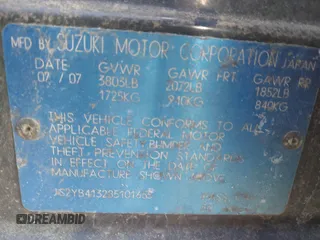 MFD BY SUZUKI MOTOR CORPORATION JAPAN
DATE GVWR GAWR FRT GAWR RR
07 / 07 3803LB 2072LB 1852LB
1725KG 940KG 840KG
THIS VEHICLE CONFORMS TO ALL
APPLICABLE FEDERAL MOTOR
VEHICLE SAFETY BUMPER AND
THEFT PREVENTION STANDARDS
IN EFFECT ON THE DATE OF
MANUFACTURE SHOWN ABOVE
DREAMBID